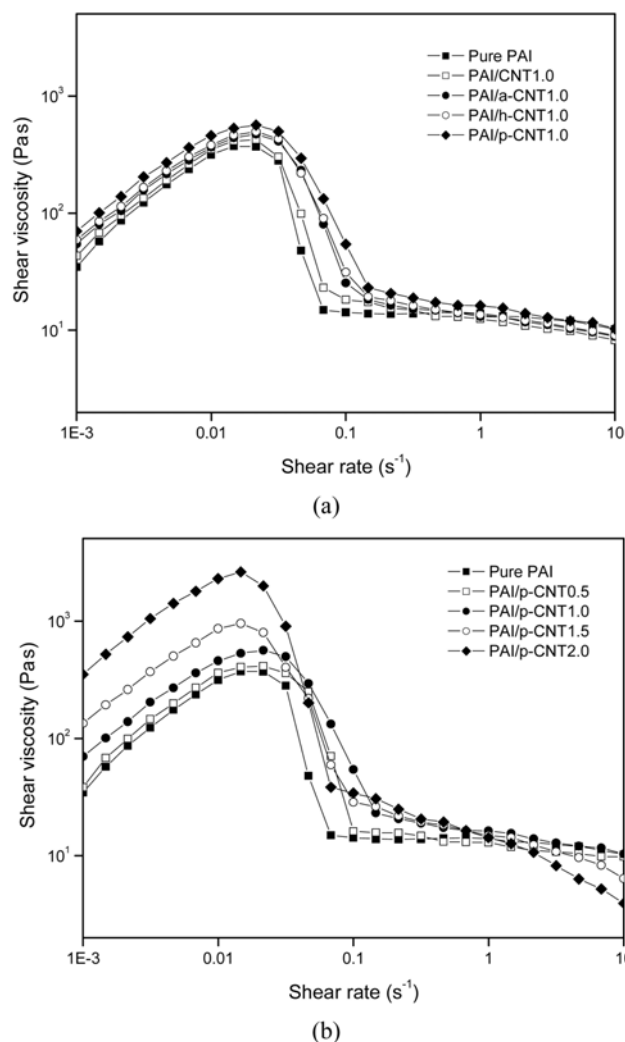 Pure PAI
PAI/CNT1.0
PAI/a-CNT1.0
PAI/h-CNT1.0
PAI/p-CNT1.0
Shear viscosity (Pas)
10³
10²
10¹
1E-3 0.01 0.1 1 10
Shear rate (s⁻¹)
(a)
Pure PAI
PAI/p-CNT0.5
PAI/p-CNT1.0
PAI/p-CNT1.5
PAI/p-CNT2.0
Shear viscosity (Pas)
10³
10²
10¹
1E-3 0.01 0.1 1 10
Shear rate (s⁻¹)
(b)